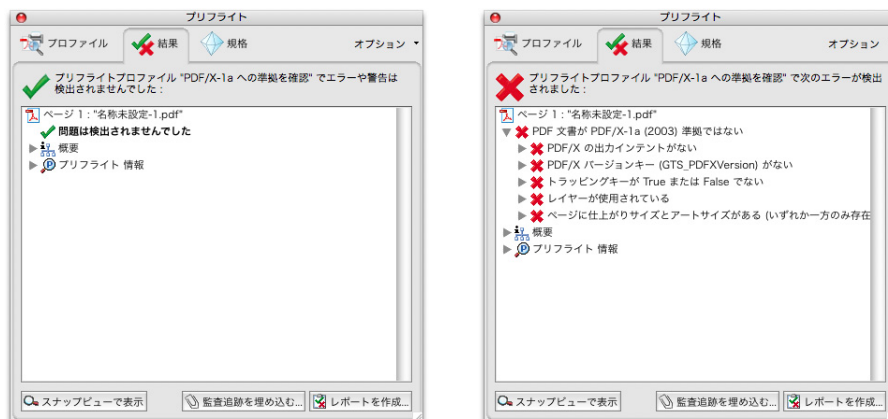 プリフライト
プロファイル 結果 規格 オプション
プリフライトプロファイル "PDF/X-1a への準拠を確認" でエラーや警告は
検出されませんでした：
ページ 1："名称未設定-1.pdf"
問題は検出されませんでした
概要
プリフライト 情報
スナップビューで表示 監査追跡を埋め込む... レポートを作成...
プリフライト
プロファイル 結果 規格 オプション
プリフライトプロファイル "PDF/X-1a への準拠を確認" で次のエラーが検出
されました：
ページ 1："名称未設定-1.pdf"
PDF 文書が PDF/X-1a (2003) 準拠ではない
PDF/X の出力インテントがない
PDF/X バージョンキー (GTS_PDFXVersion) がない
トラッピングキーが True または False でない
レイヤーが使用されている
ページに仕上がりサイズとアートサイズがある (いずれか一方のみ存在
概要
プリフライト 情報
スナップビューで表示 監査追跡を埋め込む... レポートを作成...